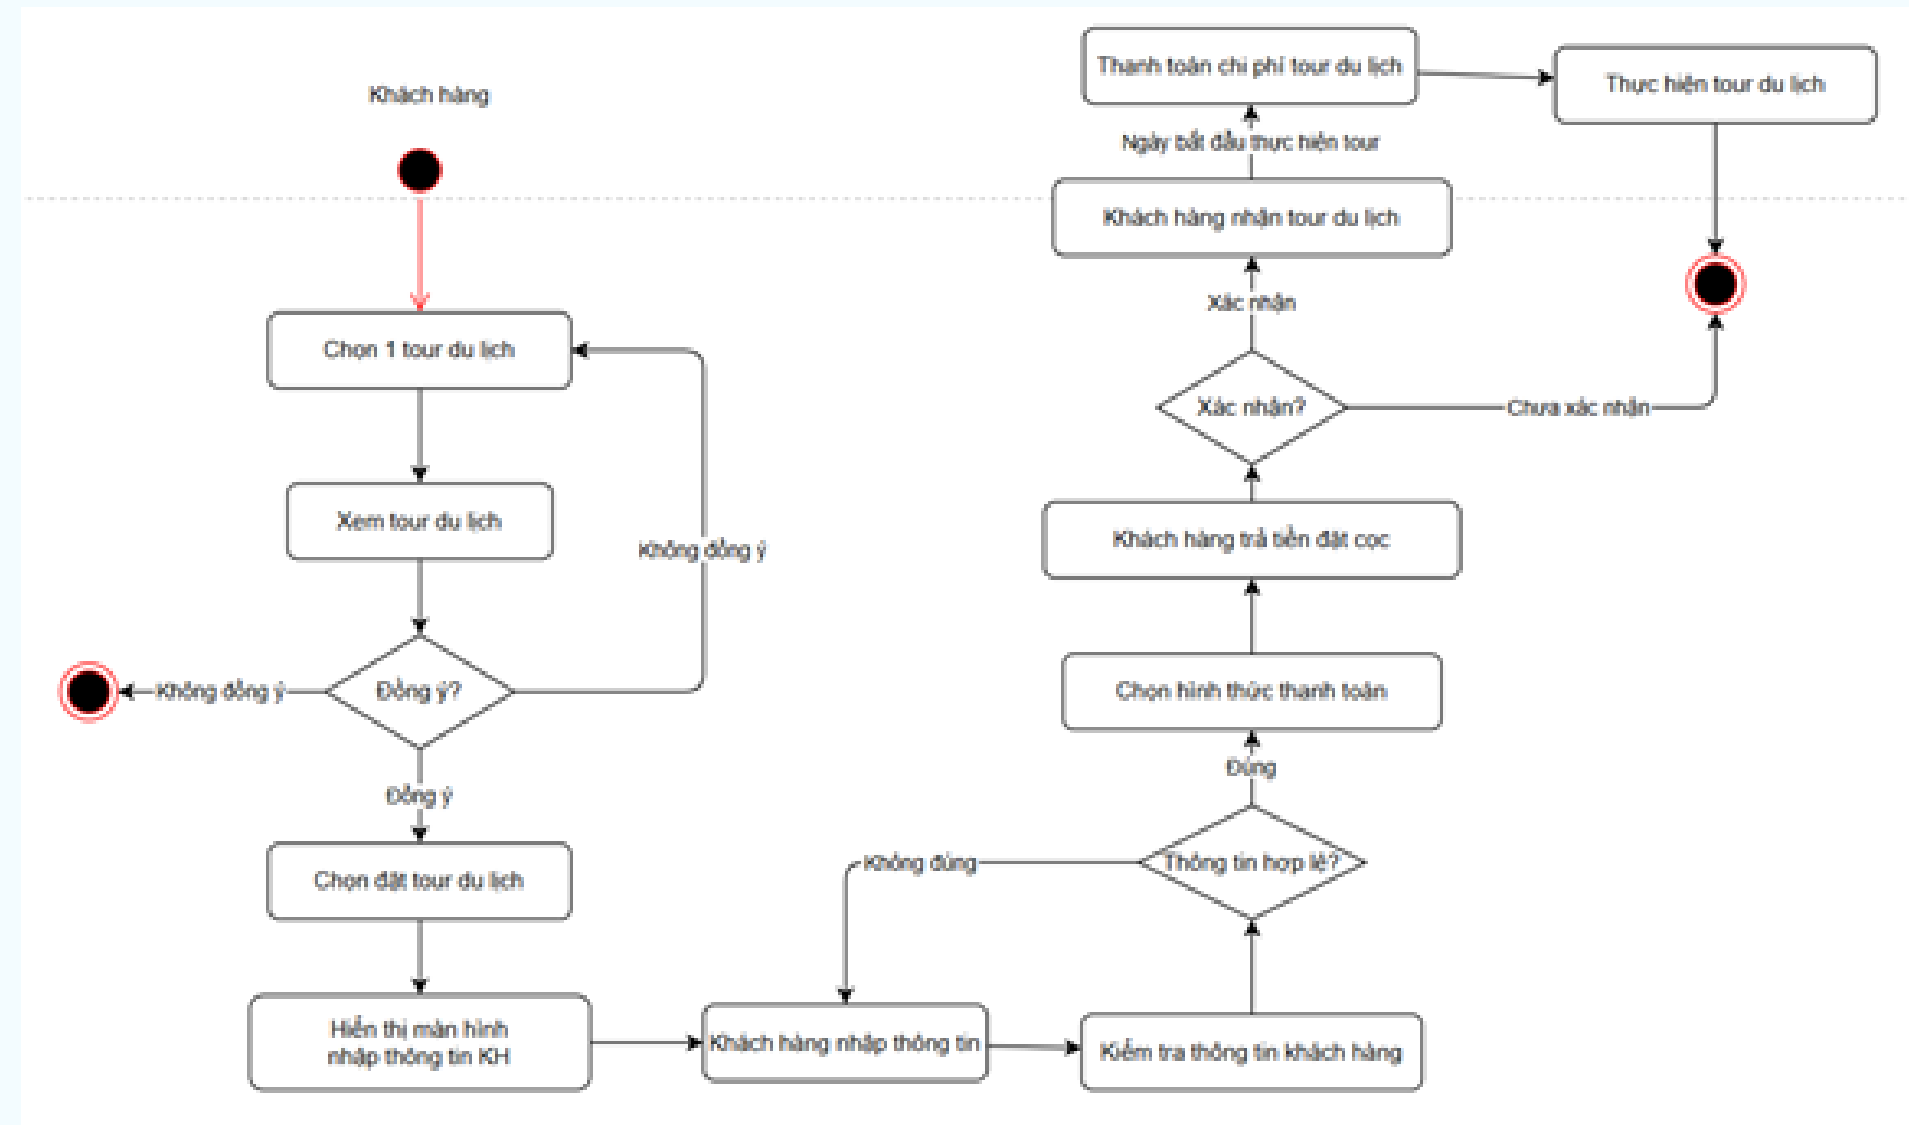 Khách hàng
Chọn 1 tour du lịch
Xem tour du lịch
Không đồng ý
Không đồng ý
Đồng ý?
Đồng ý
Chọn đặt tour du lịch
Hiển thị màn hình
nhập thông tin KH
Khách hàng nhập thông tin
Kiểm tra thông tin khách hàng
Thông tin hợp lệ?
Không đúng
Đúng
Chọn hình thức thanh toán
Khách hàng trả tiền đặt cọc
Xác nhận?
Chưa xác nhận
Xác nhận
Khách hàng nhận tour du lịch
Ngày bắt đầu thực hiện tour
Thanh toán chi phí tour du lịch
Thực hiện tour du lịch